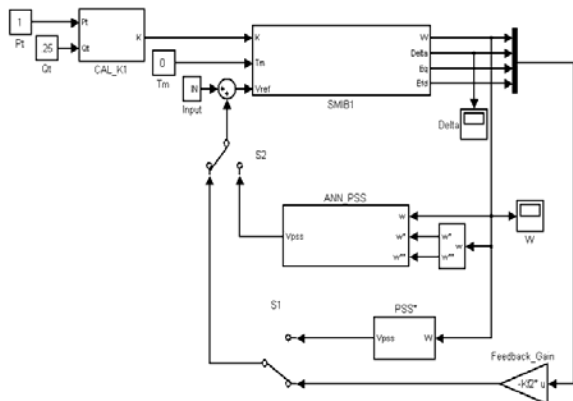 1
Pt
25
Qt
Pt
Qt
K
CAL_K1
0
Tm
IN
Input
K
Tm
Vref
W
Delta
Eq
Efd
SMIB1
Delta
S2
ANN_PSS
Vpss
w
w"
w"'
w"
w"'
w
W
S1
PSS"
Vpss
W
Feedback_Gain
-Kf2* u